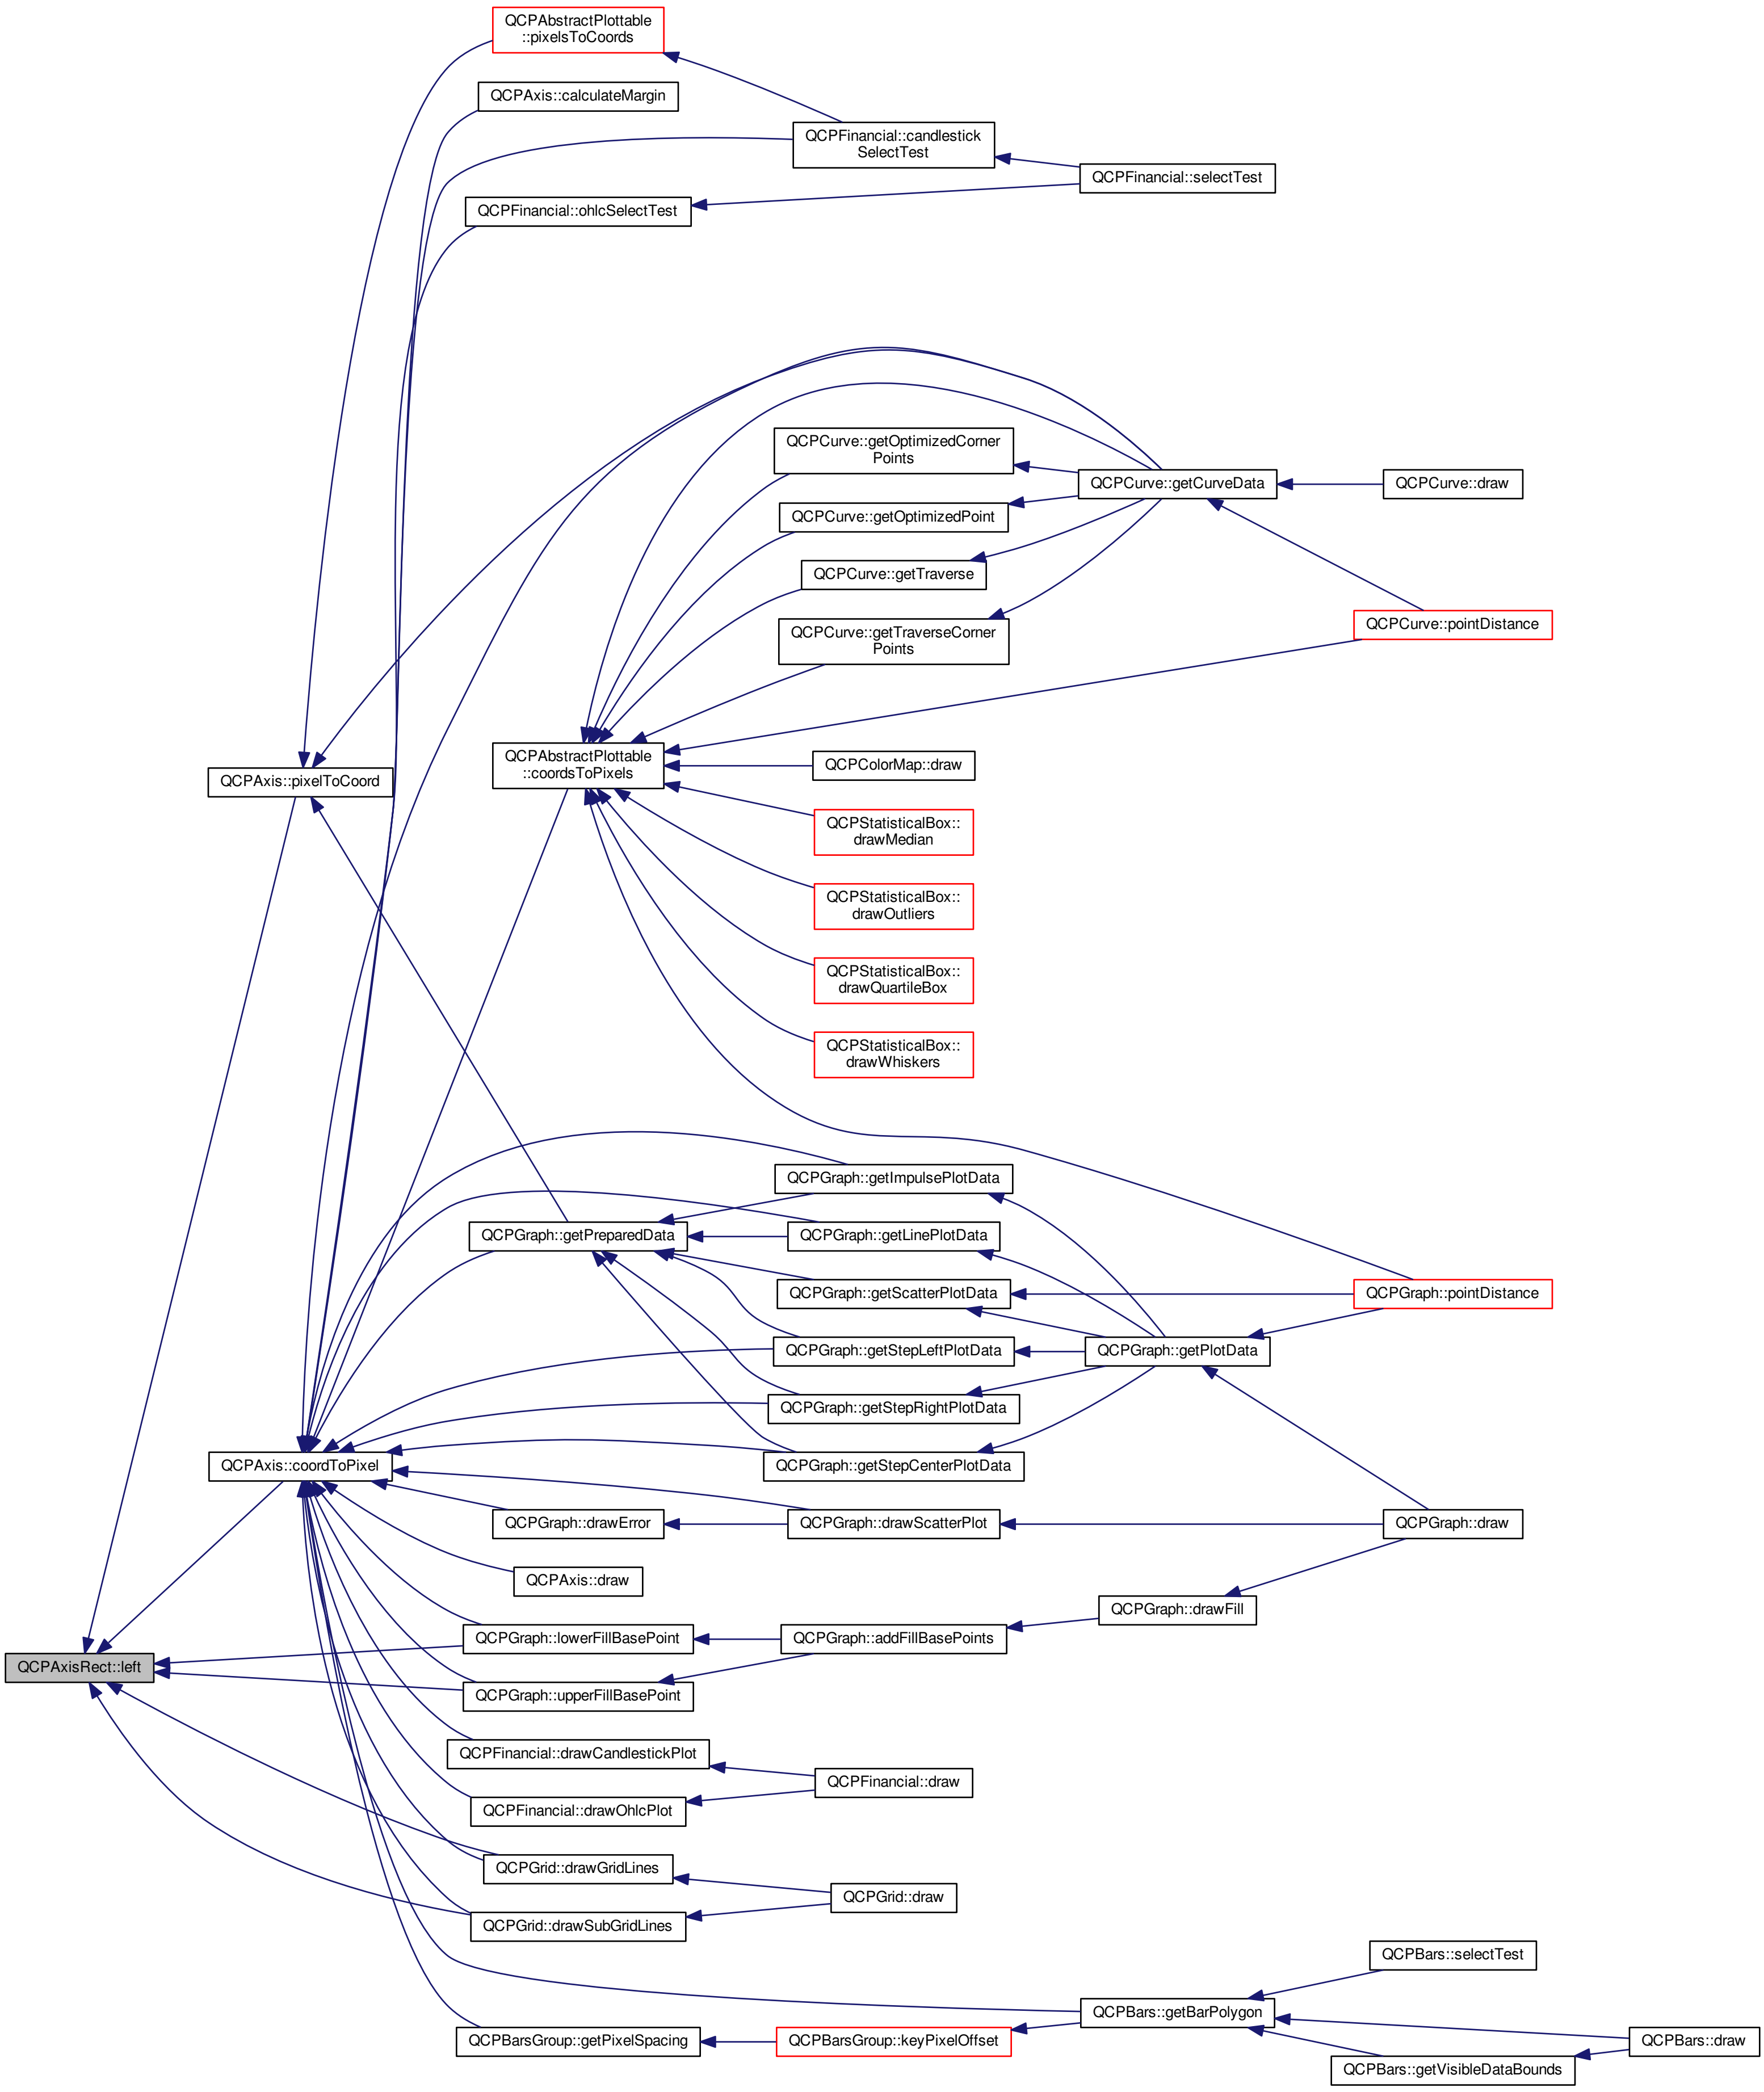 QCPAbstractPlottable
::pixelsToCoords
QCPAxis::calculateMargin
QCPFinancial::candlestick
SelectTest
QCPFinancial::selectTest
QCPFinancial::ohlcSelectTest
QCPCurve::getOptimizedCorner
Points
QCPCurve::getCurveData
QCPCurve::draw
QCPCurve::getOptimizedPoint
QCPCurve::getTraverse
QCPCurve::getTraverseCorner
Points
QCPCurve::pointDistance
QCPAbstractPlottable
::coordsToPixels
QCPColorMap::draw
QCPAxis::pixelToCoord
QCPStatisticalBox::
drawMedian
QCPStatisticalBox::
drawOutliers
QCPStatisticalBox::
drawQuartileBox
QCPStatisticalBox::
drawWhiskers
QCPGraph::getImpulsePlotData
QCPGraph::getPreparedData
QCPGraph::getLinePlotData
QCPGraph::getScatterPlotData
QCPGraph::pointDistance
QCPGraph::getStepLeftPlotData
QCPGraph::getPlotData
QCPGraph::getStepRightPlotData
QCPAxis::coordToPixel
QCPGraph::getStepCenterPlotData
QCPGraph::drawError
QCPGraph::drawScatterPlot
QCPGraph::draw
QCPAxis::draw
QCPGraph::drawFill
QCPGraph::lowerFillBasePoint
QCPGraph::addFillBasePoints
QCPAxisRect::left
QCPGraph::upperFillBasePoint
QCPFinancial::drawCandlestickPlot
QCPFinancial::draw
QCPFinancial::drawOhlcPlot
QCPGrid::drawGridLines
QCPGrid::draw
QCPGrid::drawSubGridLines
QCPBars::selectTest
QCPBars::getBarPolygon
QCPBarsGroup::getPixelSpacing
QCPBarsGroup::keyPixelOffset
QCPBars::draw
QCPBars::getVisibleDataBounds